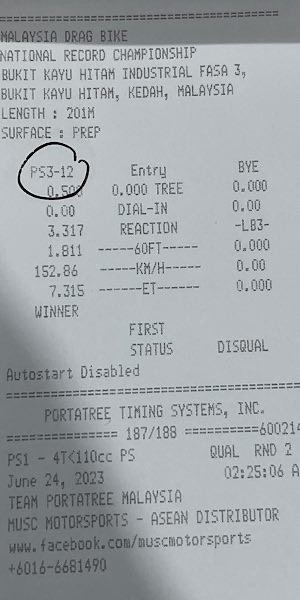 MALAYSIA DRAG BIKE
NATIONAL RECORD CHAMPIONSHIP
BUKIT KAYU HITAM INDUSTRIAL FASA 3,
BUKIT KAYU HITAM, KEDAH, MALAYSIA
LENGTH : 201M
SURFACE : PREP
PS3-12 Entry BYE
0.500 0.000 TREE 0.000
0.00 DIAL-IN 0.00
3.317 REACTION -LB3-
1.811 -----60FT----- 0.000
152.86 -----KM/H----- 0.00
7.315 ------ET------ 0.000
WINNER
FIRST
STATUS DISQUAL
Autostart Disabled
PORTATREE TIMING SYSTEMS, INC.
=============== 187/188 ==========600214
PS1 - 4T<110cc PS QUAL RND 2
June 24, 2023 02:25:06 A
TEAM PORTATREE MALAYSIA
MUSC MOTORSPORTS - ASEAN DISTRIBUTOR
www.facebook.com/muscmotorsports
+6016-6681490